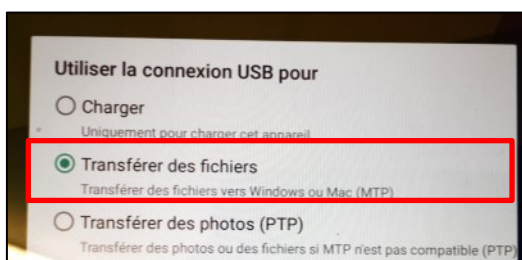 Utiliser la connexion USB pour
Charger
Uniquement pour charger cet appareil
Transférer des fichiers
Transférer des fichiers vers Windows ou Mac (MTP)
Transférer des photos (PTP)
Transférer des photos ou des fichiers si MTP n'est pas compatible (PTP)